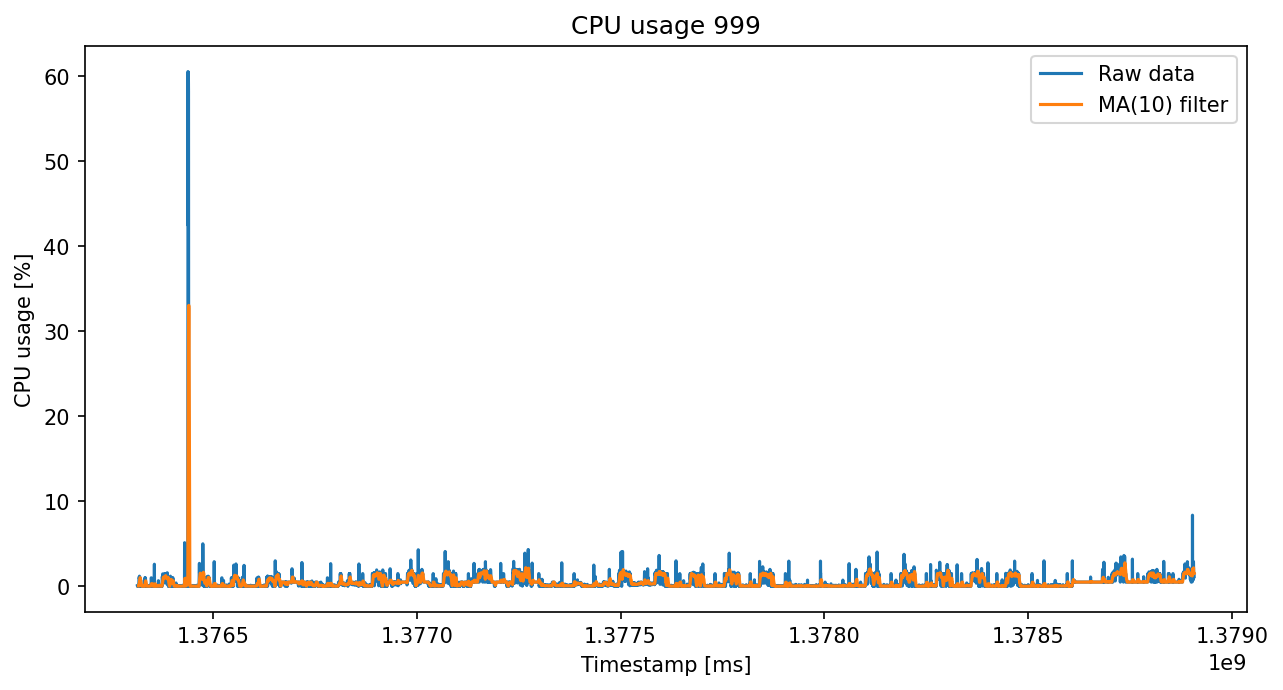 CPU usage 999
Raw data
MA(10) filter
CPU usage [%]
60
50
40
30
20
10
0
1.3765
1.3770
1.3775
1.3780
1.3785
1.3790
1e9
Timestamp [ms]